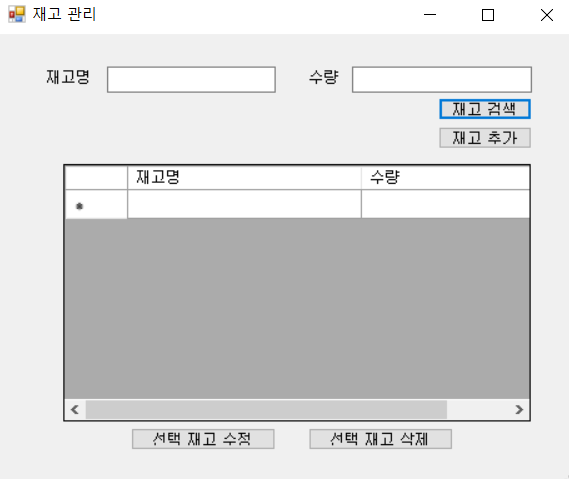 재고 관리
재고명 수량
재고 검색
재고 추가
재고명 수량
선택 재고 수정 선택 재고 삭제